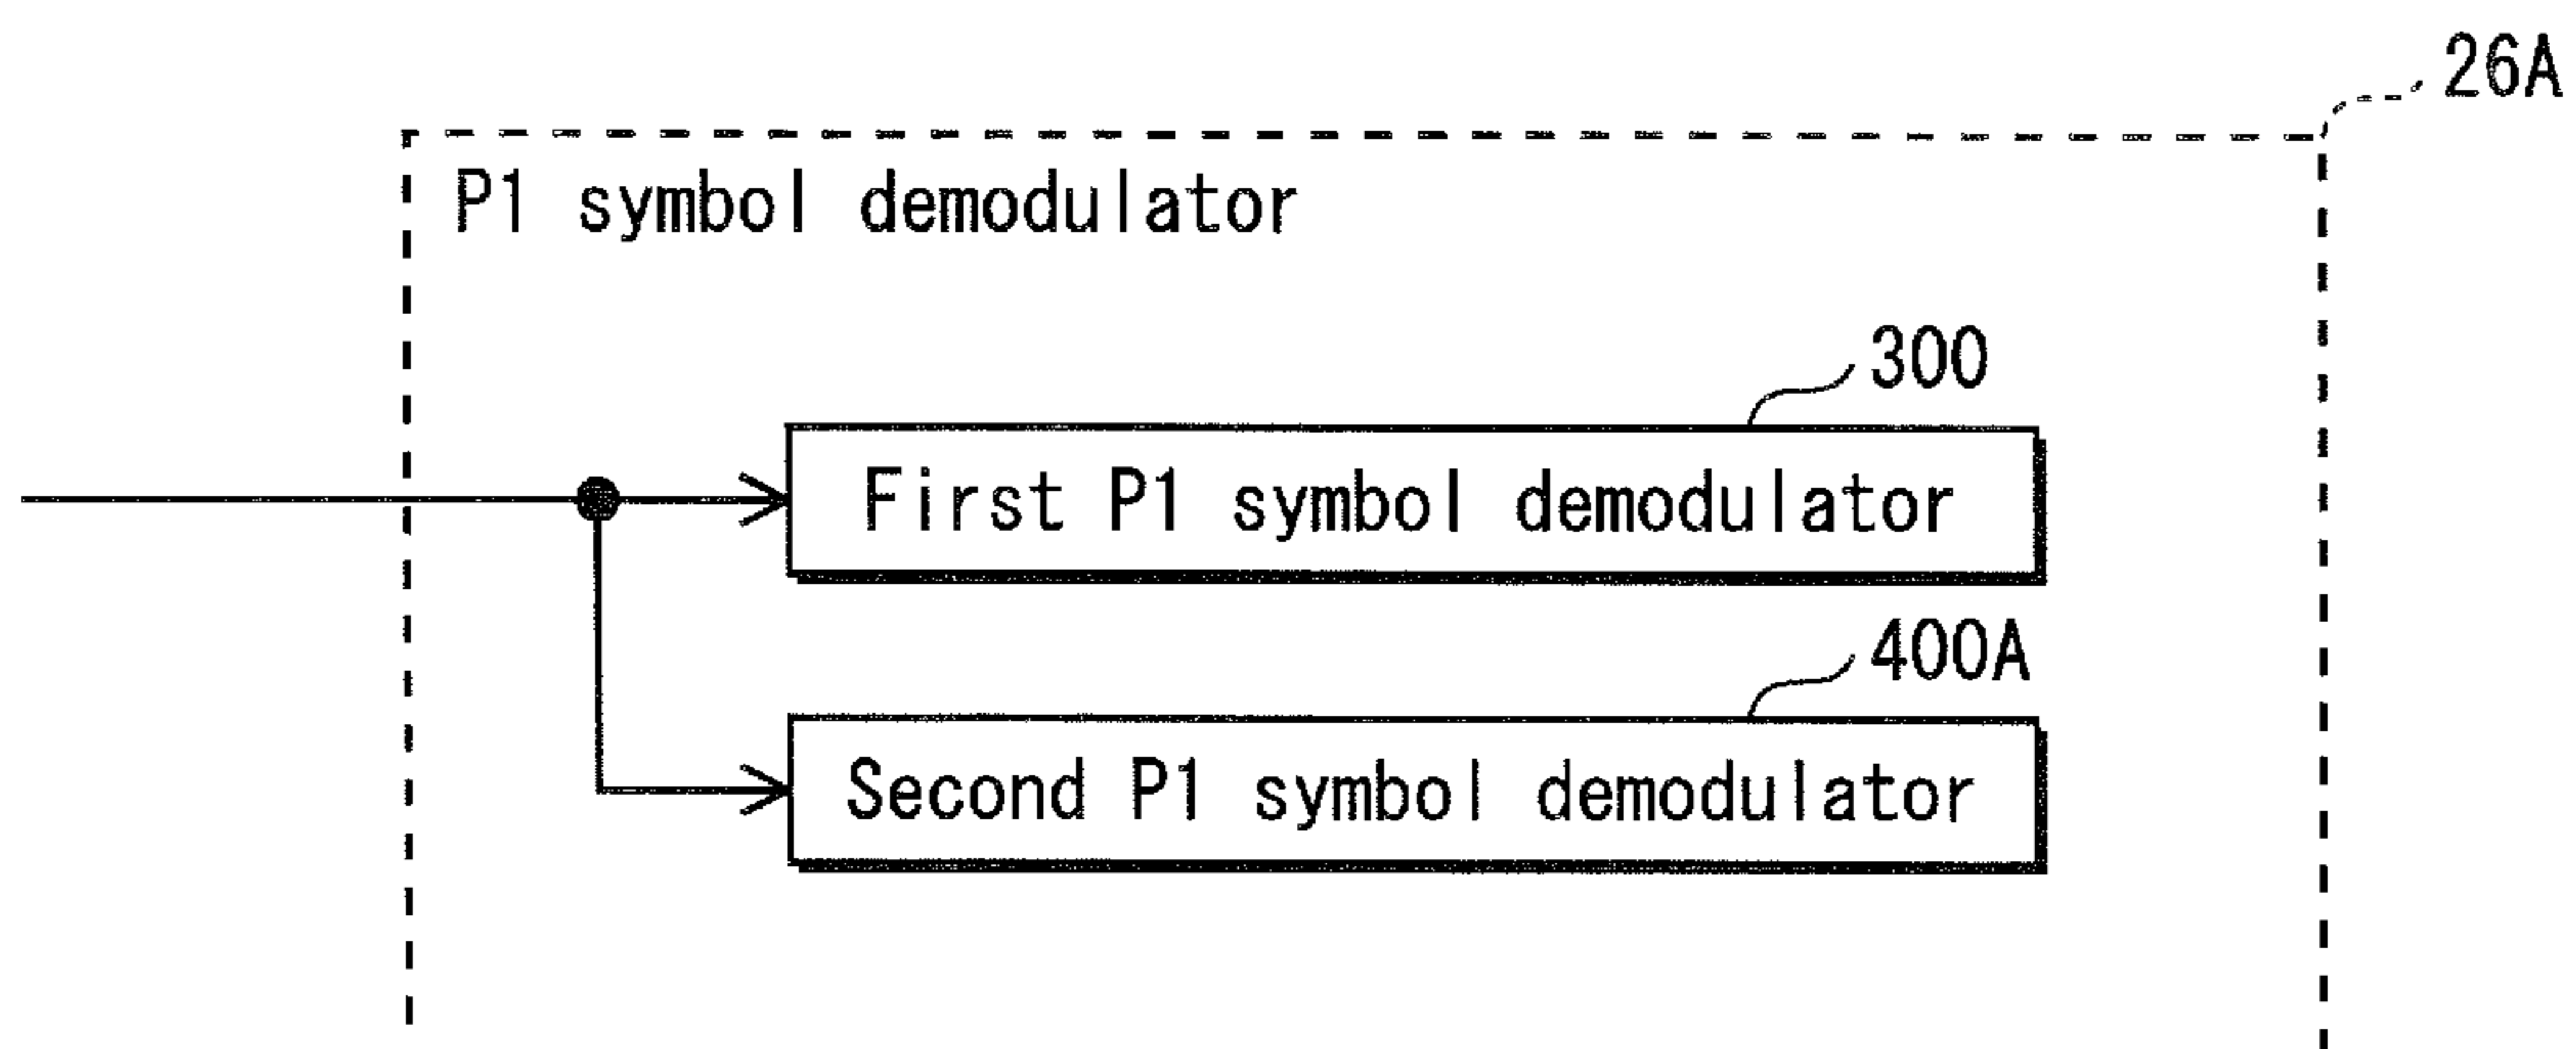 26A
P1 symbol demodulator
300
First P1 symbol demodulator
400A
Second P1 symbol demodulator